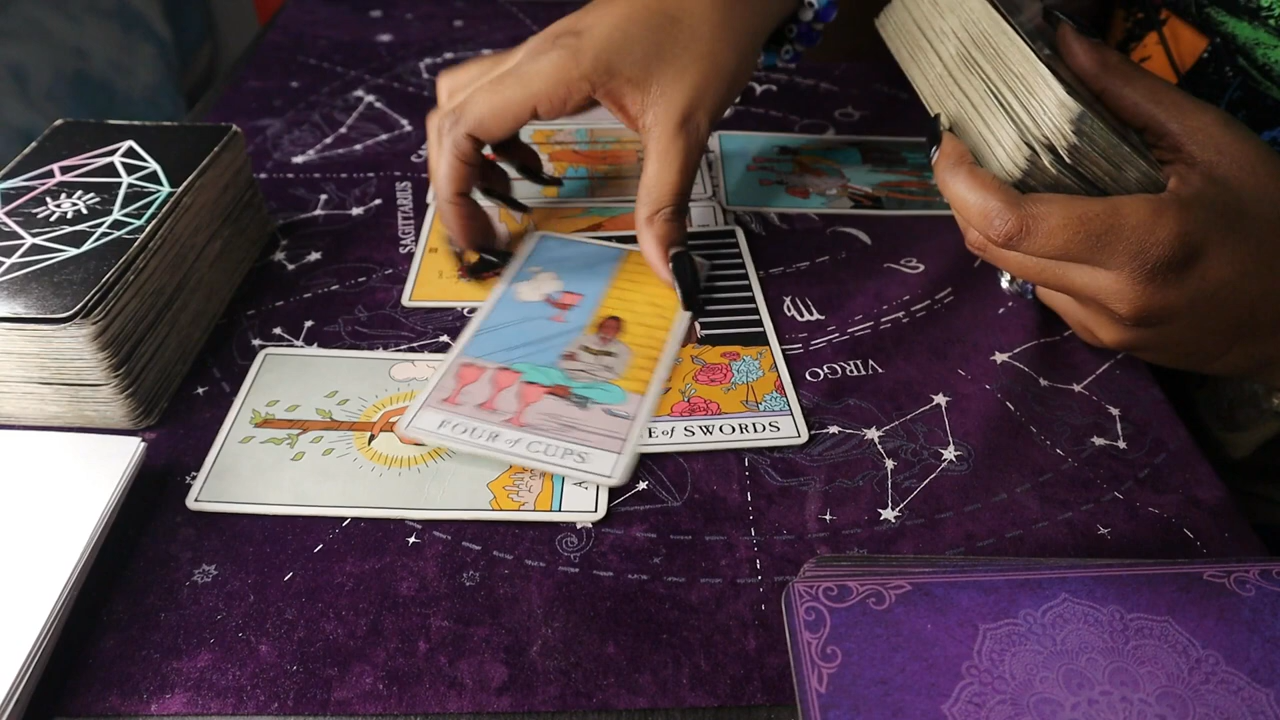 SAGITTARIUS
VIRGO
FOUR of CUPS
E of SWORDS
A